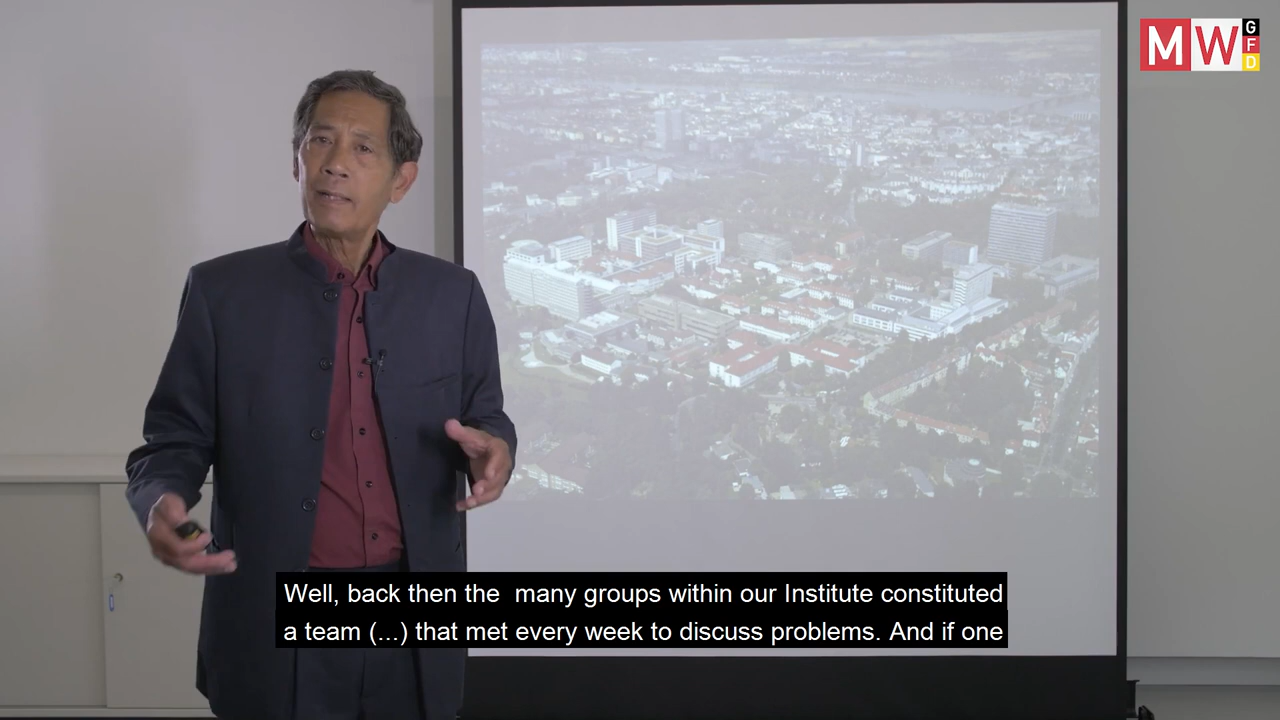 MW
G
F
D
Well, back then the  many groups within our Institute constituted
a team (...) that met every week to discuss problems. And if one